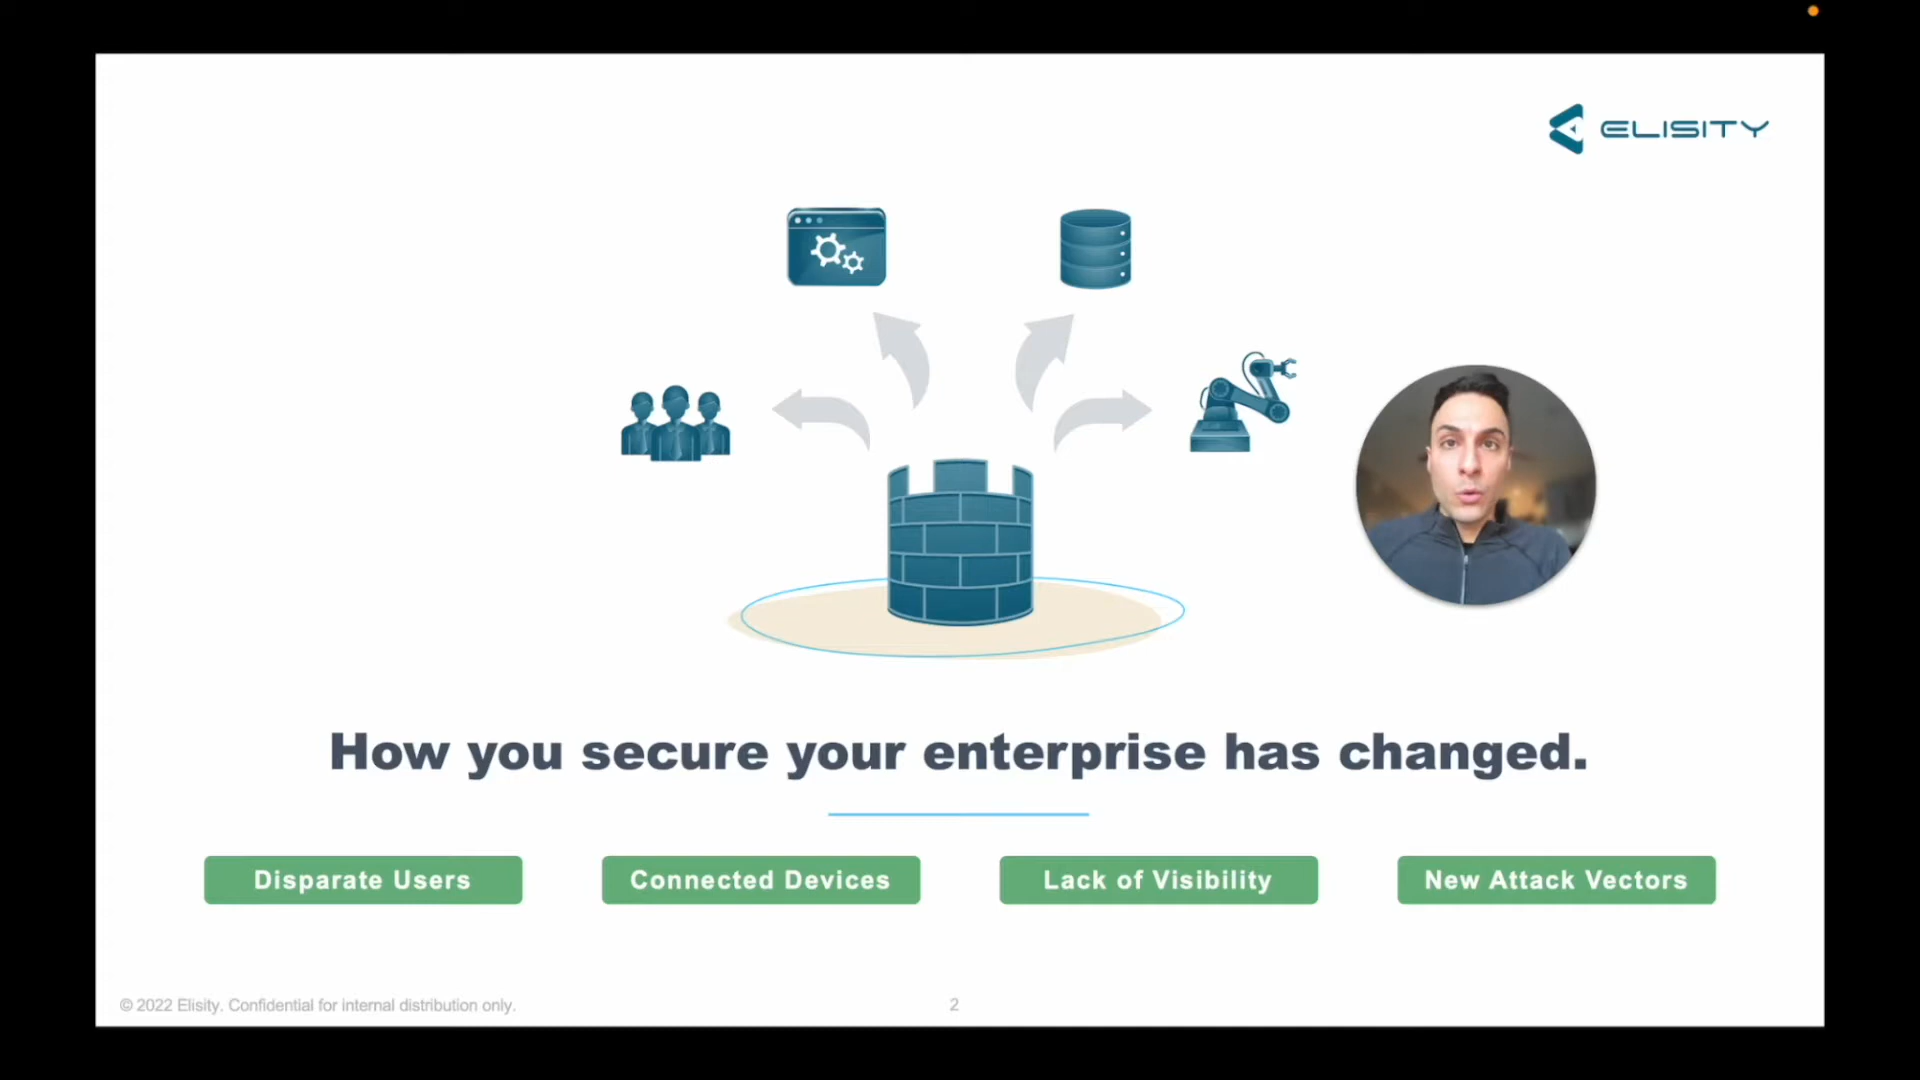 ELISITY
How you secure your enterprise has changed.
Disparate Users
Connected Devices
Lack of Visibility
New Attack Vectors
© 2022 Elisity. Confidential for internal distribution only.
2